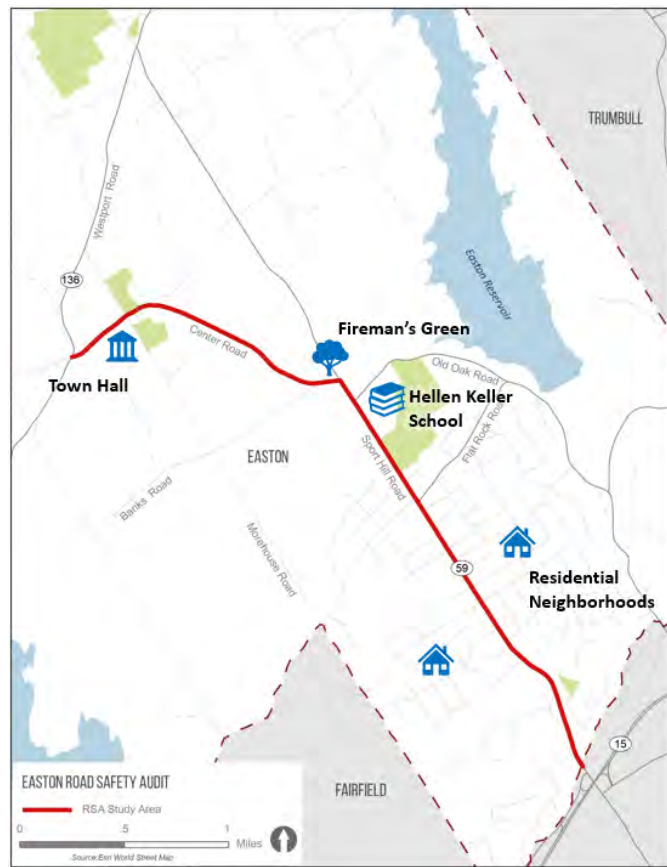 TRUMBULL
Westport Road
Easton Reservoir
136
Fireman's Green
Center Road
Town Hall
Old Oak Road
Hellen Keller
School
Flat Rock Road
Sport Hill Road
EASTON
Banks Road
Morehouse Road
59
Residential
Neighborhoods
15
FAIRFIELD
EASTON ROAD SAFETY AUDIT
RSA Study Area
0 .5 1
Miles
Source:Esri World Street Map